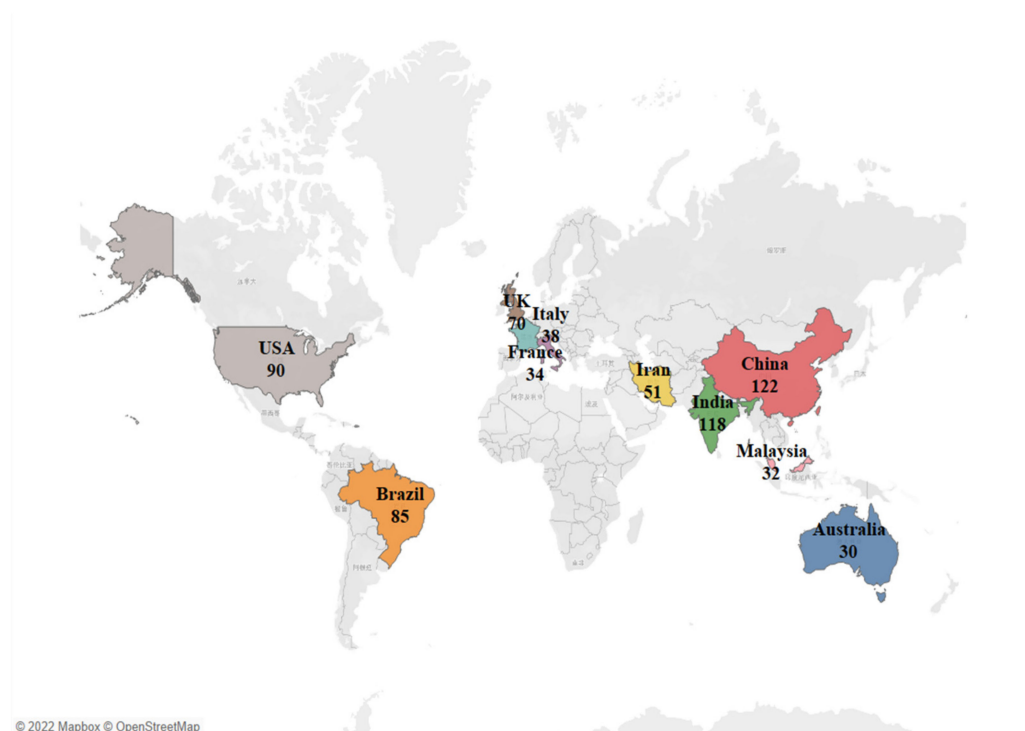 UK
70
Italy
38
USA
90
France
34
Iran
51
China
122
India
118
Malaysia
32
Brazil
85
Australia
30
© 2022 Mapbox © OpenStreetMap